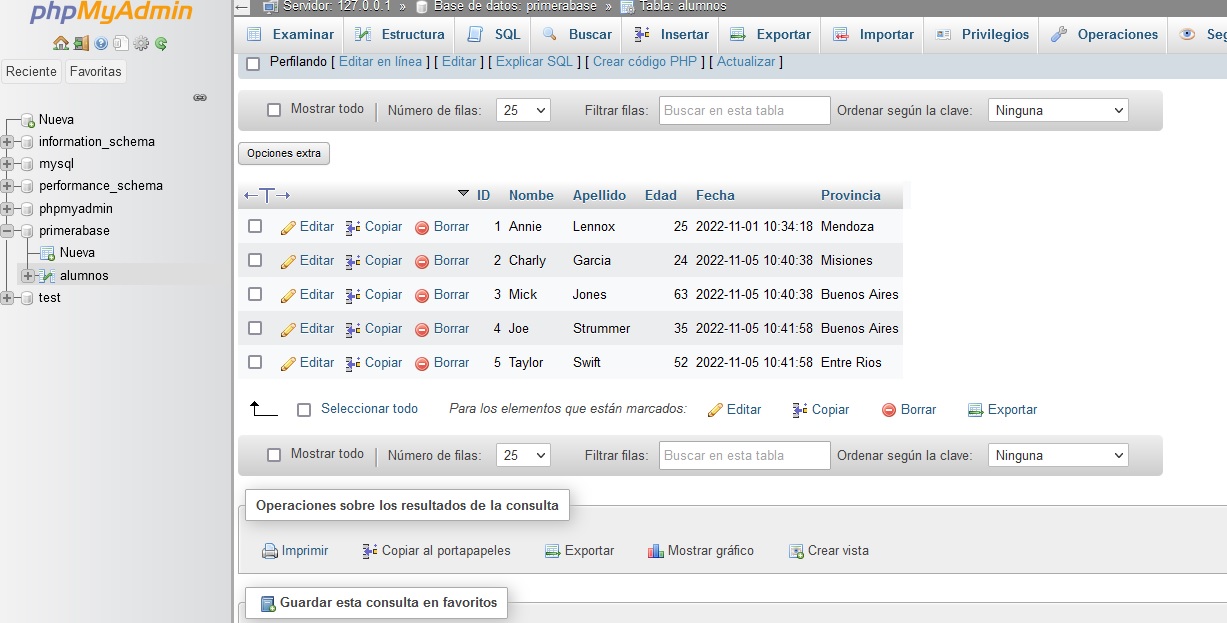 phpMyAdmin
Servidor: 127.0.0.1 » Base de datos: primerabase » Tabla: alumnos
Examinar Estructura SQL Buscar Insertar Exportar Importar Privilegios Operaciones
Reciente Favoritas
Nueva
information_schema
mysql
performance_schema
phpmyadmin
primerabase
Nueva
alumnos
test
Perfilando [ Editar en línea ] [ Editar ] [ Explicar SQL ] [ Crear código PHP ] [ Actualizar ]
Mostrar todo Número de filas: 25 Filtrar filas: Buscar en esta tabla Ordenar según la clave: Ninguna
Opciones extra
ID Nombe Apellido Edad Fecha Provincia
Editar Copiar Borrar 1 Annie Lennox 25 2022-11-01 10:34:18 Mendoza
Editar Copiar Borrar 2 Charly Garcia 24 2022-11-05 10:40:38 Misiones
Editar Copiar Borrar 3 Mick Jones 63 2022-11-05 10:40:38 Buenos Aires
Editar Copiar Borrar 4 Joe Strummer 35 2022-11-05 10:41:58 Buenos Aires
Editar Copiar Borrar 5 Taylor Swift 52 2022-11-05 10:41:58 Entre Rios
Seleccionar todo Para los elementos que están marcados: Editar Copiar Borrar Exportar
Mostrar todo Número de filas: 25 Filtrar filas: Buscar en esta tabla Ordenar según la clave: Ninguna
Operaciones sobre los resultados de la consulta
Imprimir Copiar al portapapeles Exportar Mostrar gráfico Crear vista
Guardar esta consulta en favoritos